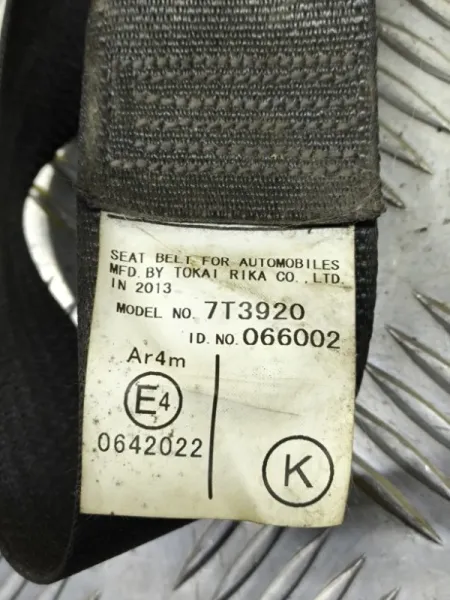 SEAT BELT FOR AUTOMOBILES
MFD. BY TOKAI RIKA CO., LTD.
IN 2013
MODEL NO. 7T3920
I D. NO. 066002
Ar4m
E4
0642022
K